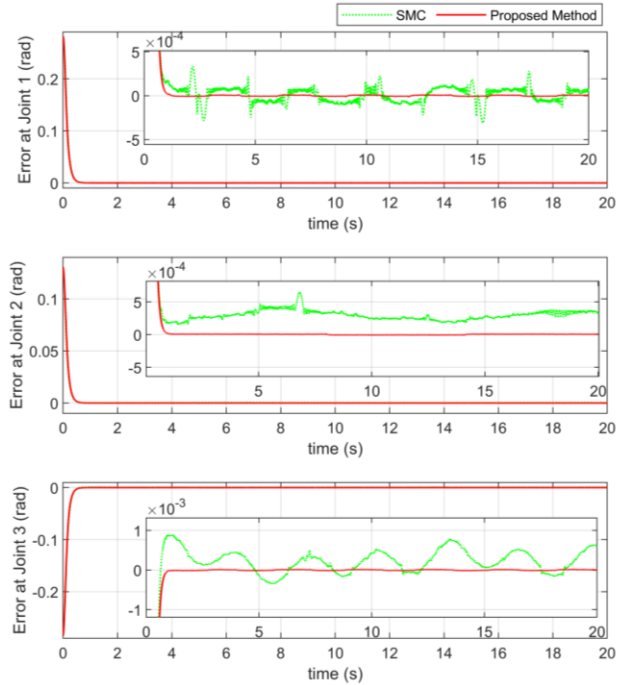 SMC Proposed Method
×10⁻⁴
5
0
-5
0 5 10 15 20
0.2
0.1
0
Error at Joint 1 (rad)
0 2 4 6 8 10 12 14 16 18 20
time (s)
×10⁻⁴
5
0
-5
5 10 15 20
0.1
0.05
0
Error at Joint 2 (rad)
0 2 4 6 8 10 12 14 16 18 20
time (s)
×10⁻³
1
0
-1
0 5 10 15 20
0
-0.1
-0.2
Error at Joint 3 (rad)
0 2 4 6 8 10 12 14 16 18 20
time (s)